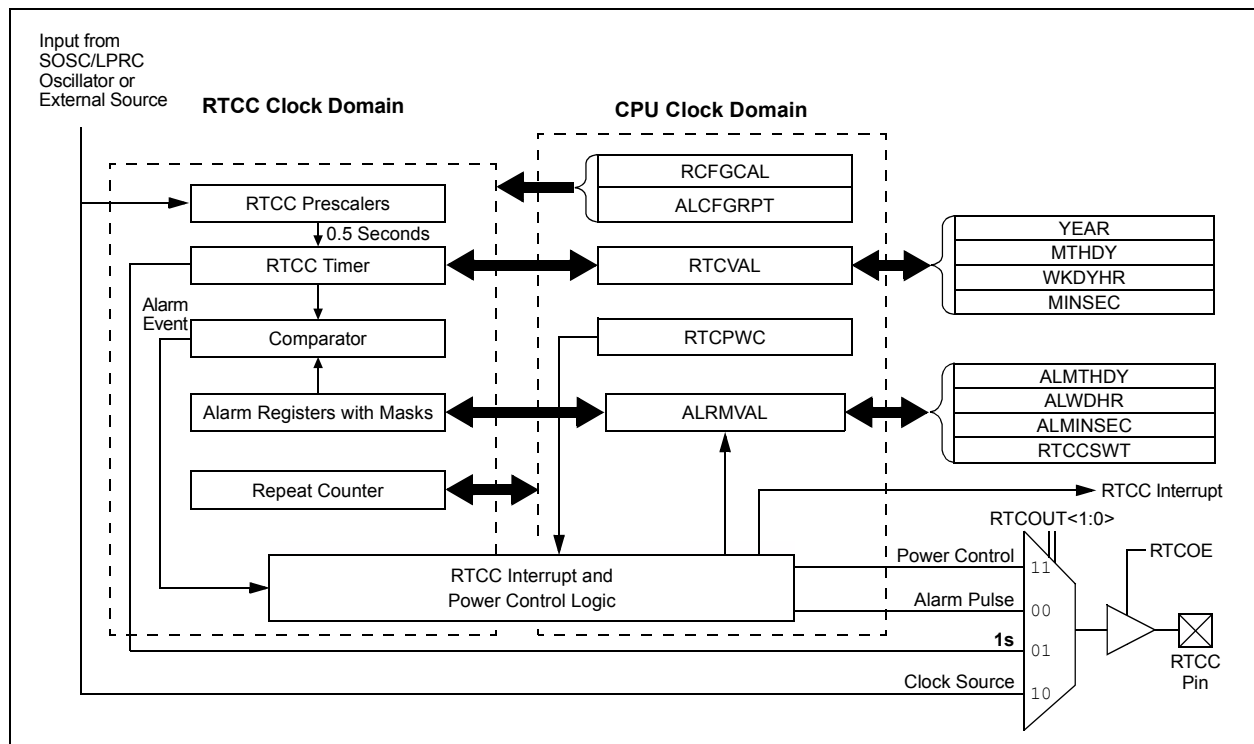 Input from
SOSC/LPRC
Oscillator or
External Source
RTCC Clock Domain
CPU Clock Domain
RCFGCAL
ALCFGRPT
RTCC Prescalers
0.5 Seconds
RTCC Timer
RTCVAL
YEAR
MTHDY
WKDYHR
MINSEC
Alarm
Event
Comparator
RTCPWC
Alarm Registers with Masks
ALRMVAL
ALMTHDY
ALWDHR
ALMINSEC
RTCCSWT
Repeat Counter
RTCC Interrupt
RTCOUT<1:0>
RTCC Interrupt and
Power Control Logic
Power Control
11
RTCOE
Alarm Pulse
00
1s
01
Clock Source
10
RTCC
Pin